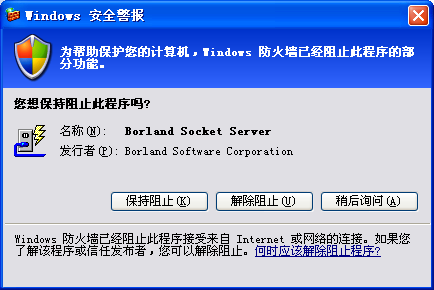 Windows 安全警报
为帮助保护您的计算机，Windows 防火墙已经阻止此程序的部
分功能。
您想保持阻止此程序吗?
名称(N): Borland Socket Server
发行者(P): Borland Software Corporation
保持阻止(K) 解除阻止(U) 稍后询问(A)
Windows 防火墙已经阻止此程序接受来自 Internet 或网络的连接。如果您
了解该程序或信任发布者，您可以解除阻止。何时应该解除阻止程序?